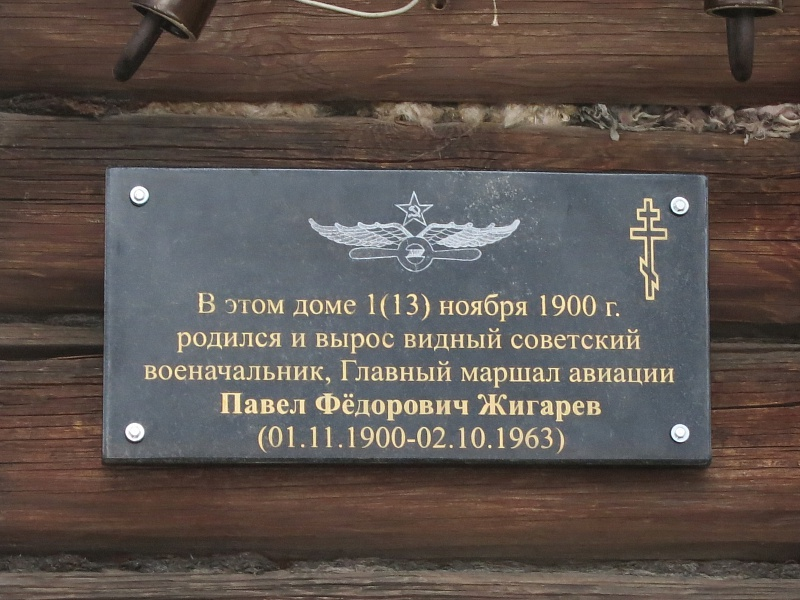 В этом доме 1(13) ноября 1900 г.
родился и вырос видный советский
военачальник, Главный маршал авиации
Павел Фёдорович Жигарев
(01.11.1900-02.10.1963)